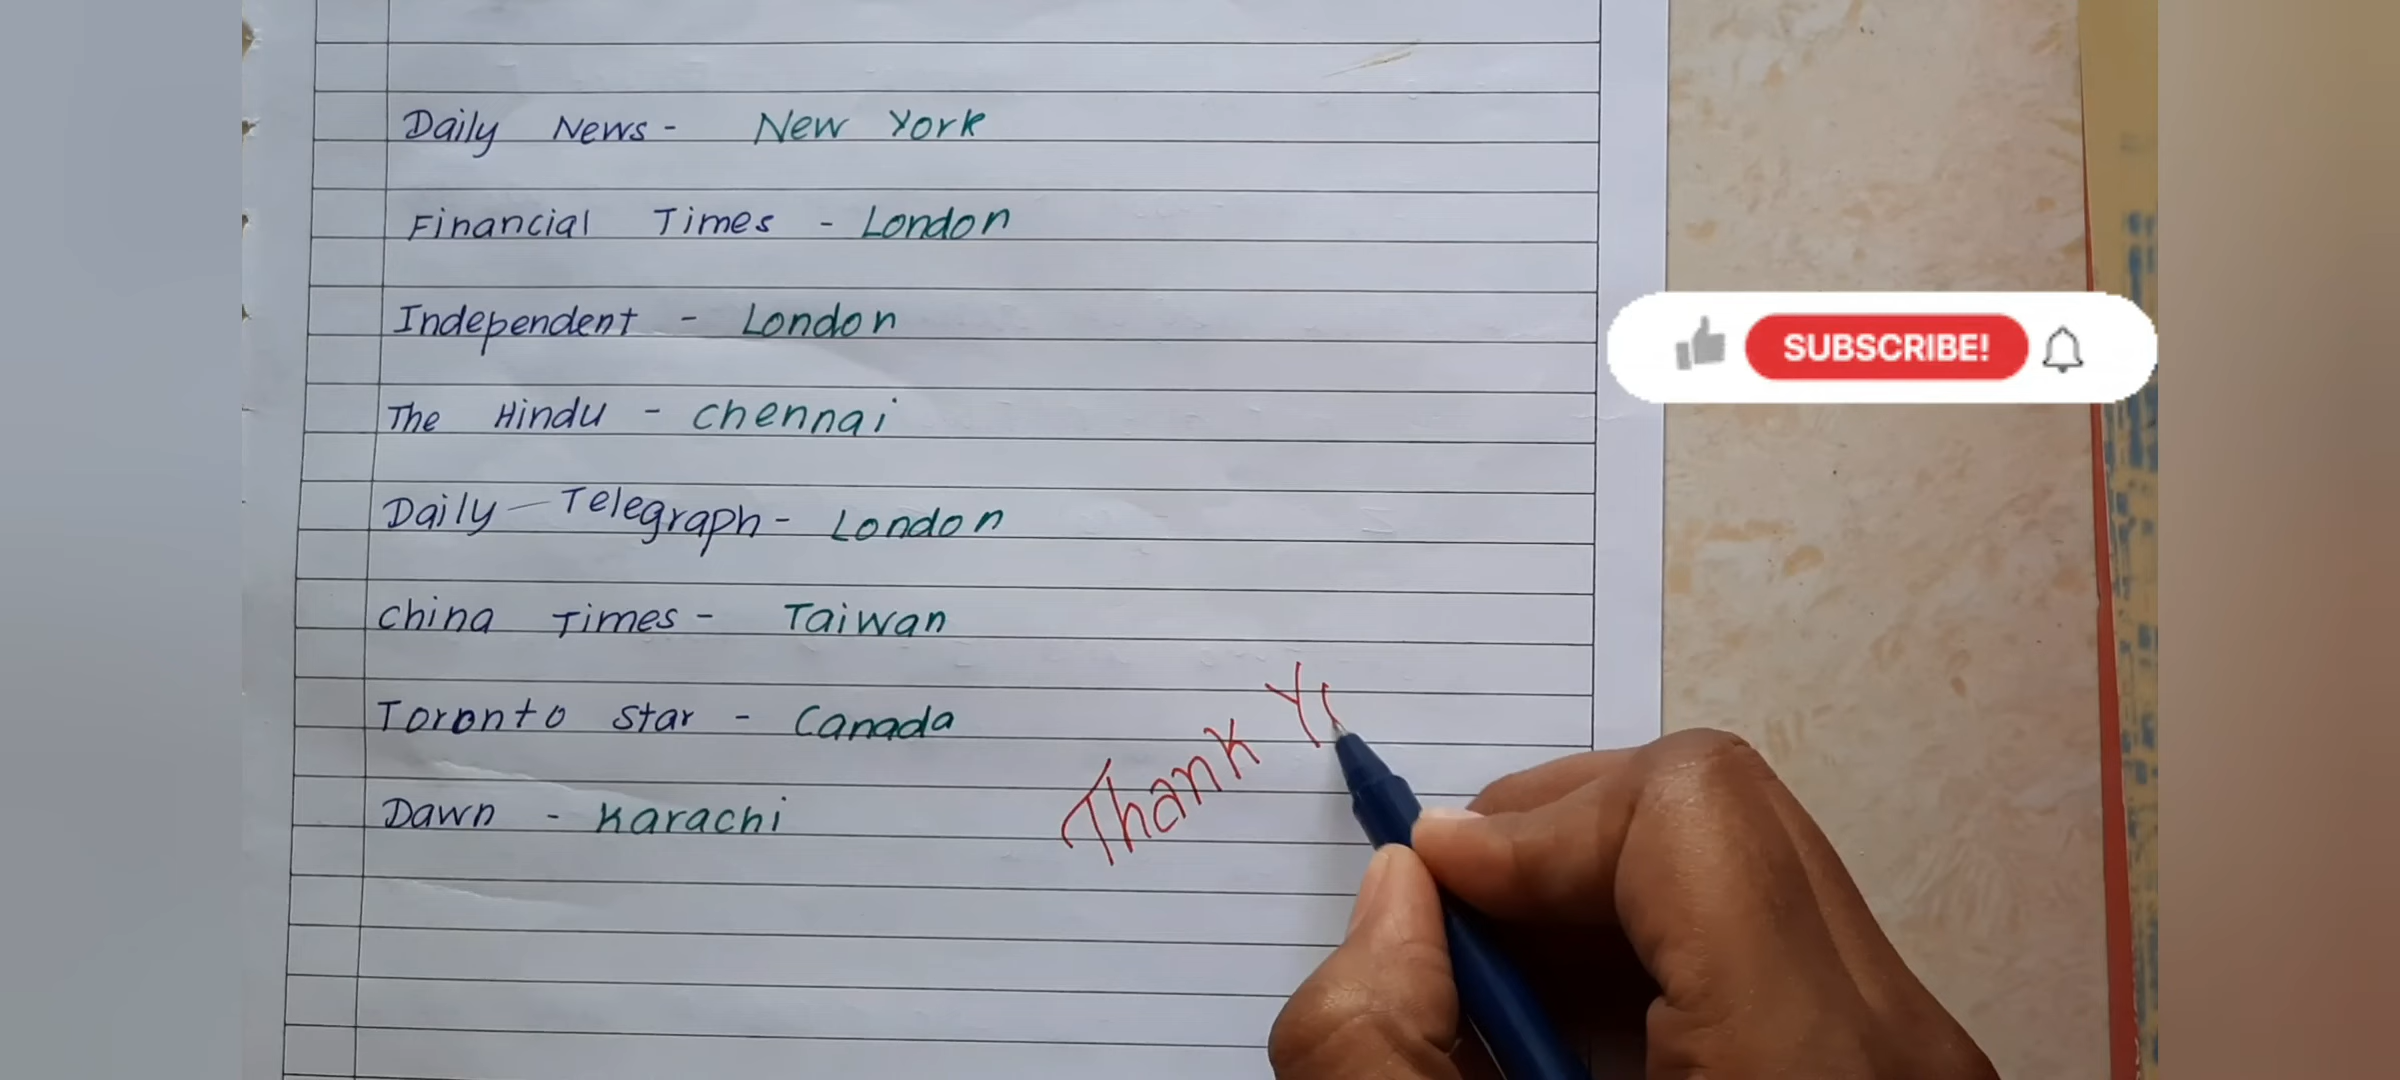 Daily News - New York
Financial Times - London
SUBSCRIBE!
Independent - London
The Hindu - Chennai
Daily Telegraph - London
China Times - Taiwan
Toronto Star - Canada
Thank Yo
Dawn - Karachi